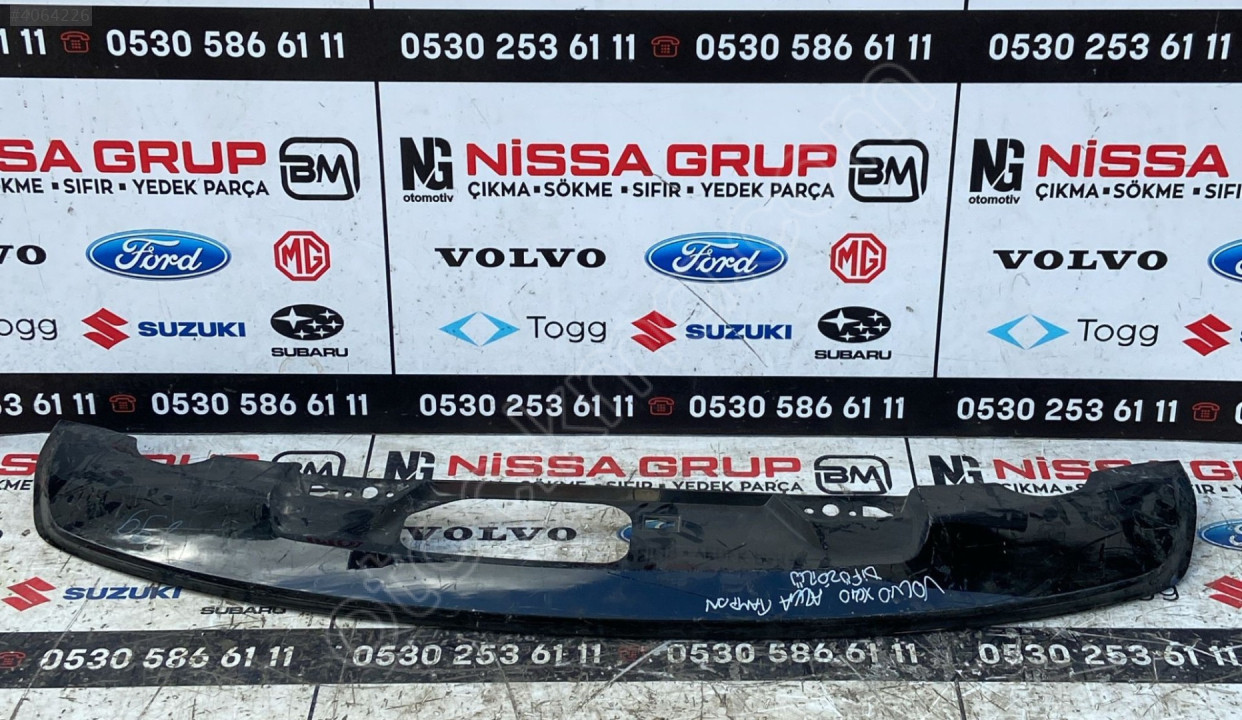 #4064226
11 ☎ 0530 586 61 11 0530 253 61 11 ☎ 0530 586 61 11 0530 253 61 11
SSA GRUP BM NG NİSSA GRUP BM NG NİSSA
KME ▪ SIFIR ▪ YEDEK PARÇA otomotiv ÇIKMA ▪ SÖKME ▪ SIFIR ▪ YEDEK PARÇA otomotiv ÇIKMA ▪ SÖKME ▪ SIFIR
VO Ford MG VOLVO Ford MG VOLVO
ogg SUZUKI SUBARU Togg SUZUKI SUBARU Togg
53 61 11 ☎ 0530 586 61 11 0530 253 61 11 ☎ 0530 586 61 11 0530 253 61 11 ☎
NG NİSSA GRUP BM
VOLVO
VOLVO XC40 ARKA TAMPON
DİFÜZÖRÜ
SUZUKI SUBARU
☎ 0530 586 61 11 0530 253 61 11 ☎ 0530 586 61 11 0530 253 61 11